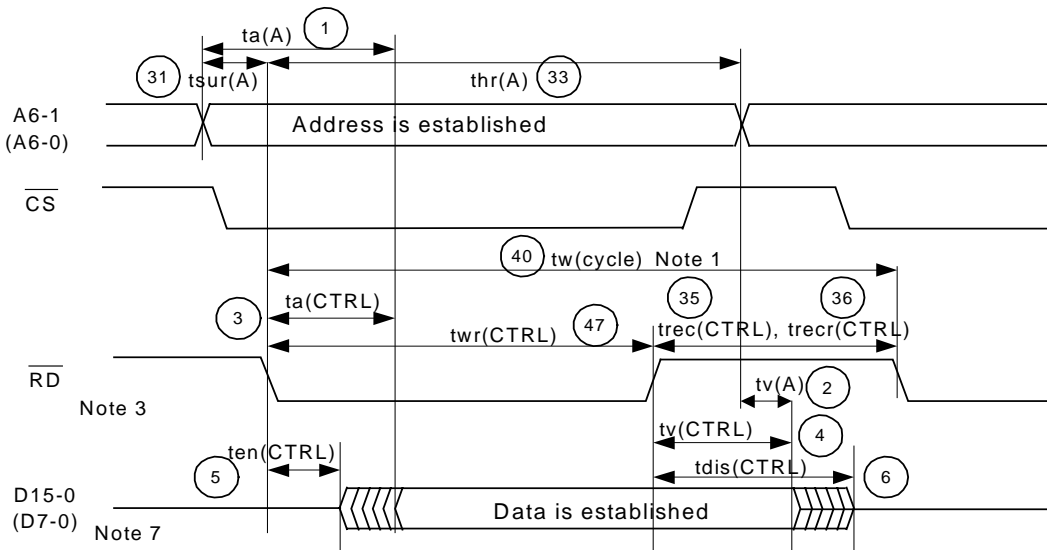 ta(A) 1
31 tsur(A) thr(A) 33
A6-1
(A6-0)
Address is established
CS
40 tw(cycle) Note 1
3 ta(CTRL) 35 36
twr(CTRL) 47 trec(CTRL), trecr(CTRL)
RD
Note 3
tv(A) 2
tv(CTRL) 4
5 ten(CTRL) tdis(CTRL) 6
D15-0
(D7-0)
Data is established
Note 7